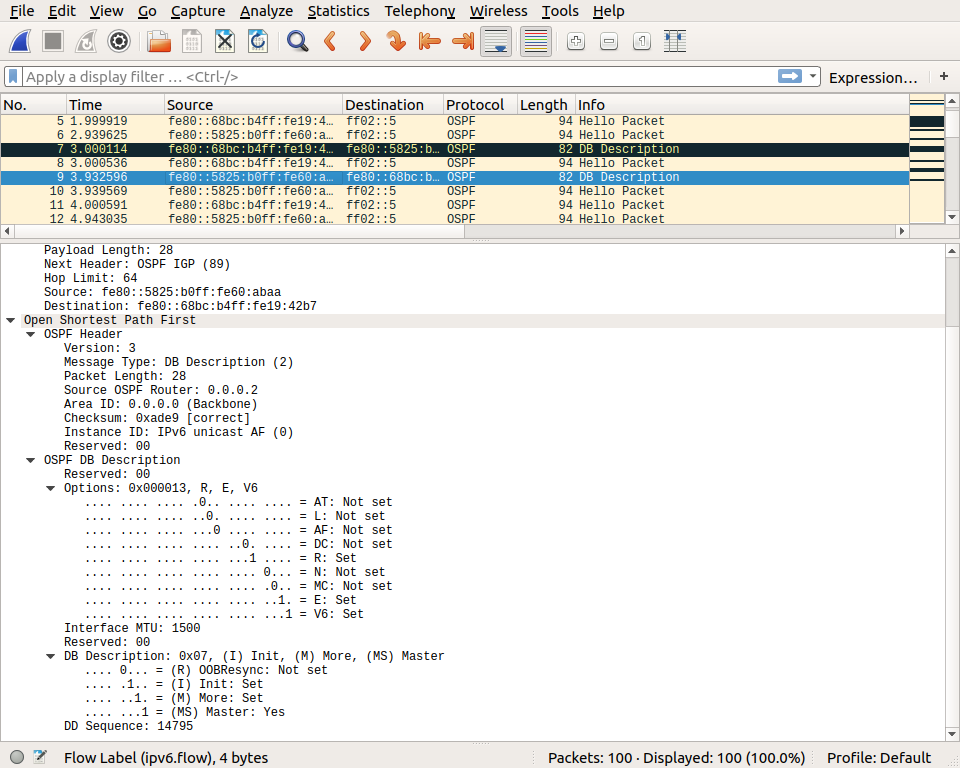 File Edit View Go Capture Analyze Statistics Telephony Wireless Tools Help
Apply a display filter … <Ctrl-/> Expression… +
No. Time Source Destination Protocol Length Info
5 1.999919 fe80::68bc:b4ff:fe19:4… ff02::5 OSPF 94 Hello Packet
6 2.939625 fe80::5825:b0ff:fe60:a… ff02::5 OSPF 94 Hello Packet
7 3.000114 fe80::68bc:b4ff:fe19:4… fe80::5825:b… OSPF 82 DB Description
8 3.000536 fe80::68bc:b4ff:fe19:4… ff02::5 OSPF 94 Hello Packet
9 3.932596 fe80::5825:b0ff:fe60:a… fe80::68bc:b… OSPF 82 DB Description
10 3.939569 fe80::5825:b0ff:fe60:a… ff02::5 OSPF 94 Hello Packet
11 4.000591 fe80::68bc:b4ff:fe19:4… ff02::5 OSPF 94 Hello Packet
12 4.943035 fe80::5825:b0ff:fe60:a… ff02::5 OSPF 94 Hello Packet
Payload Length: 28
Next Header: OSPF IGP (89)
Hop Limit: 64
Source: fe80::5825:b0ff:fe60:abaa
Destination: fe80::68bc:b4ff:fe19:42b7
Open Shortest Path First
OSPF Header
Version: 3
Message Type: DB Description (2)
Packet Length: 28
Source OSPF Router: 0.0.0.2
Area ID: 0.0.0.0 (Backbone)
Checksum: 0xade9 [correct]
Instance ID: IPv6 unicast AF (0)
Reserved: 00
OSPF DB Description
Reserved: 00
Options: 0x000013, R, E, V6
.... .... .... .0.. .... .... = AT: Not set
.... .... .... ..0. .... .... = L: Not set
.... .... .... ...0 .... .... = AF: Not set
.... .... .... .... ..0. .... = DC: Not set
.... .... .... .... ...1 .... = R: Set
.... .... .... .... .... 0... = N: Not set
.... .... .... .... .... .0.. = MC: Not set
.... .... .... .... .... ..1. = E: Set
.... .... .... .... .... ...1 = V6: Set
Interface MTU: 1500
Reserved: 00
DB Description: 0x07, (I) Init, (M) More, (MS) Master
.... 0... = (R) OOBResync: Not set
.... .1.. = (I) Init: Set
.... ..1. = (M) More: Set
.... ...1 = (MS) Master: Yes
DD Sequence: 14795
Flow Label (ipv6.flow), 4 bytes Packets: 100 · Displayed: 100 (100.0%) Profile: Default